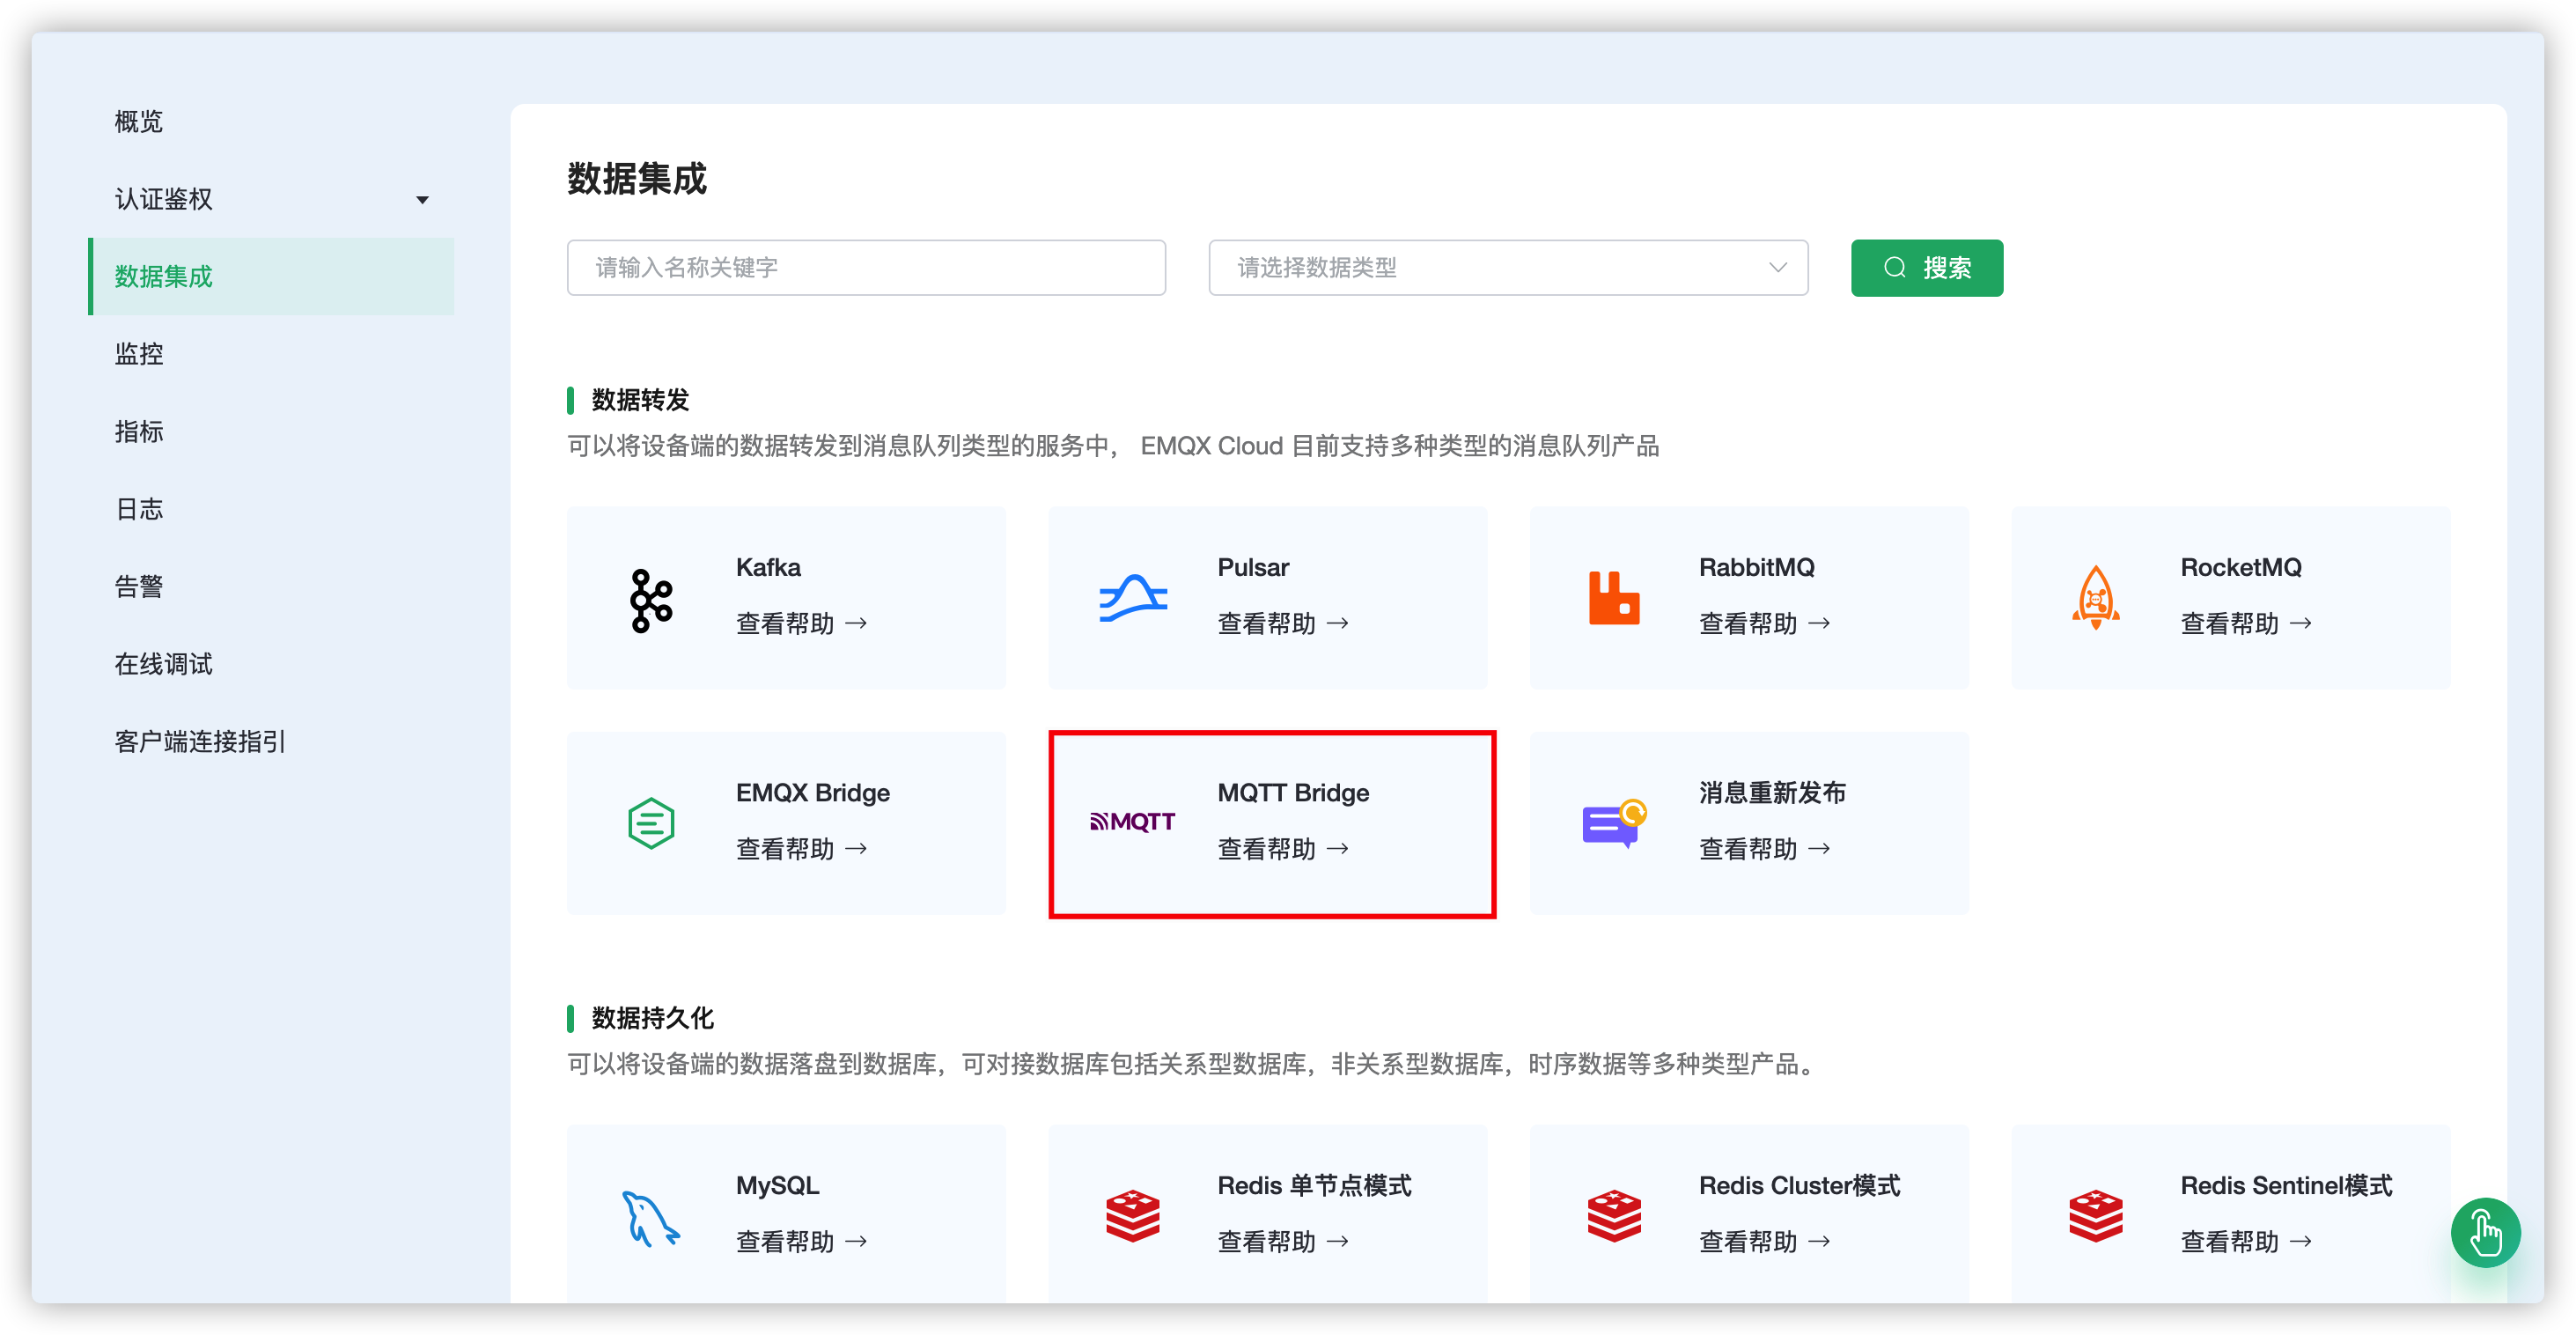 概览
认证鉴权
数据集成
监控
指标
日志
告警
在线调试
客户端连接指引
数据集成
请输入名称关键字
请选择数据类型
搜索
数据转发
可以将设备端的数据转发到消息队列类型的服务中， EMQX Cloud 目前支持多种类型的消息队列产品
Kafka
查看帮助 →
Pulsar
查看帮助 →
RabbitMQ
查看帮助 →
RocketMQ
查看帮助 →
EMQX Bridge
查看帮助 →
MQTT
MQTT Bridge
查看帮助 →
消息重新发布
查看帮助 →
数据持久化
可以将设备端的数据落盘到数据库，可对接数据库包括关系型数据库，非关系型数据库，时序数据等多种类型产品。
MySQL
查看帮助 →
Redis 单节点模式
查看帮助 →
Redis Cluster模式
查看帮助 →
Redis Sentinel模式
查看帮助 →